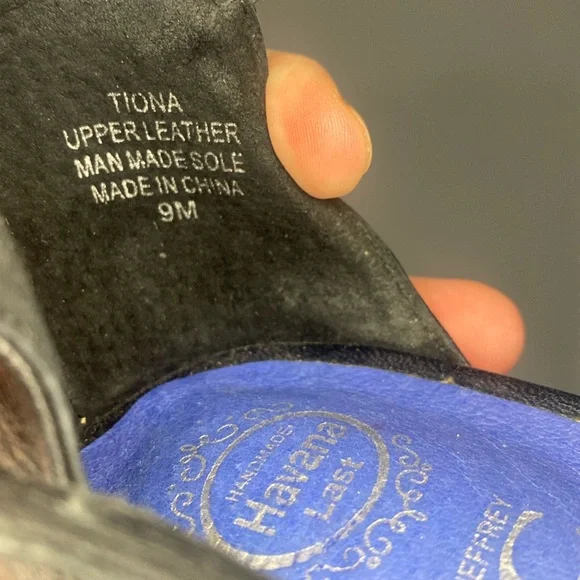 TIONA
UPPER LEATHER
MAN MADE SOLE
MADE IN CHINA
9M
HANDMADE
Havana
Last
EFFREY